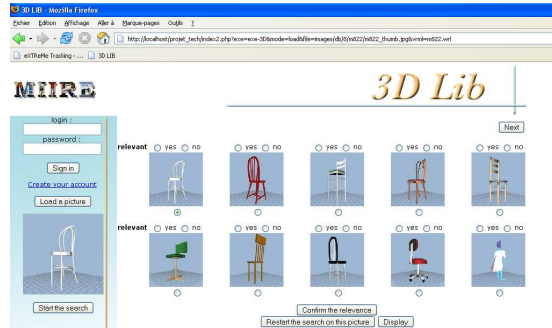 3D LIB - Mozilla Firefox
Fichier Edition Affichage Aller à Marque-pages Outils ?
http://localhost/projet_tech/index2.php?exe=exe-3D&mode=load&file=images/db/8/m822/m822_thumb.jpg&vrml=m822.wrl
eXTReMe Tracking - ... 3D LIB
MIIRE
3D Lib
Next
login :
password :
Sign in
Create your account
Load a picture
Start the search
relevant yes no yes no yes no yes no yes no
relevant yes no yes no yes no yes no yes no
Confirm the relevance
Restart the search on this picture Display